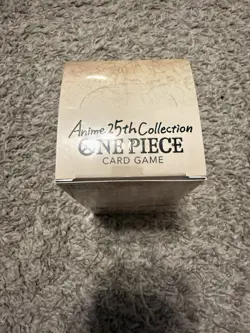 Anime 25th Collection
ONE PIECE
CARD GAME